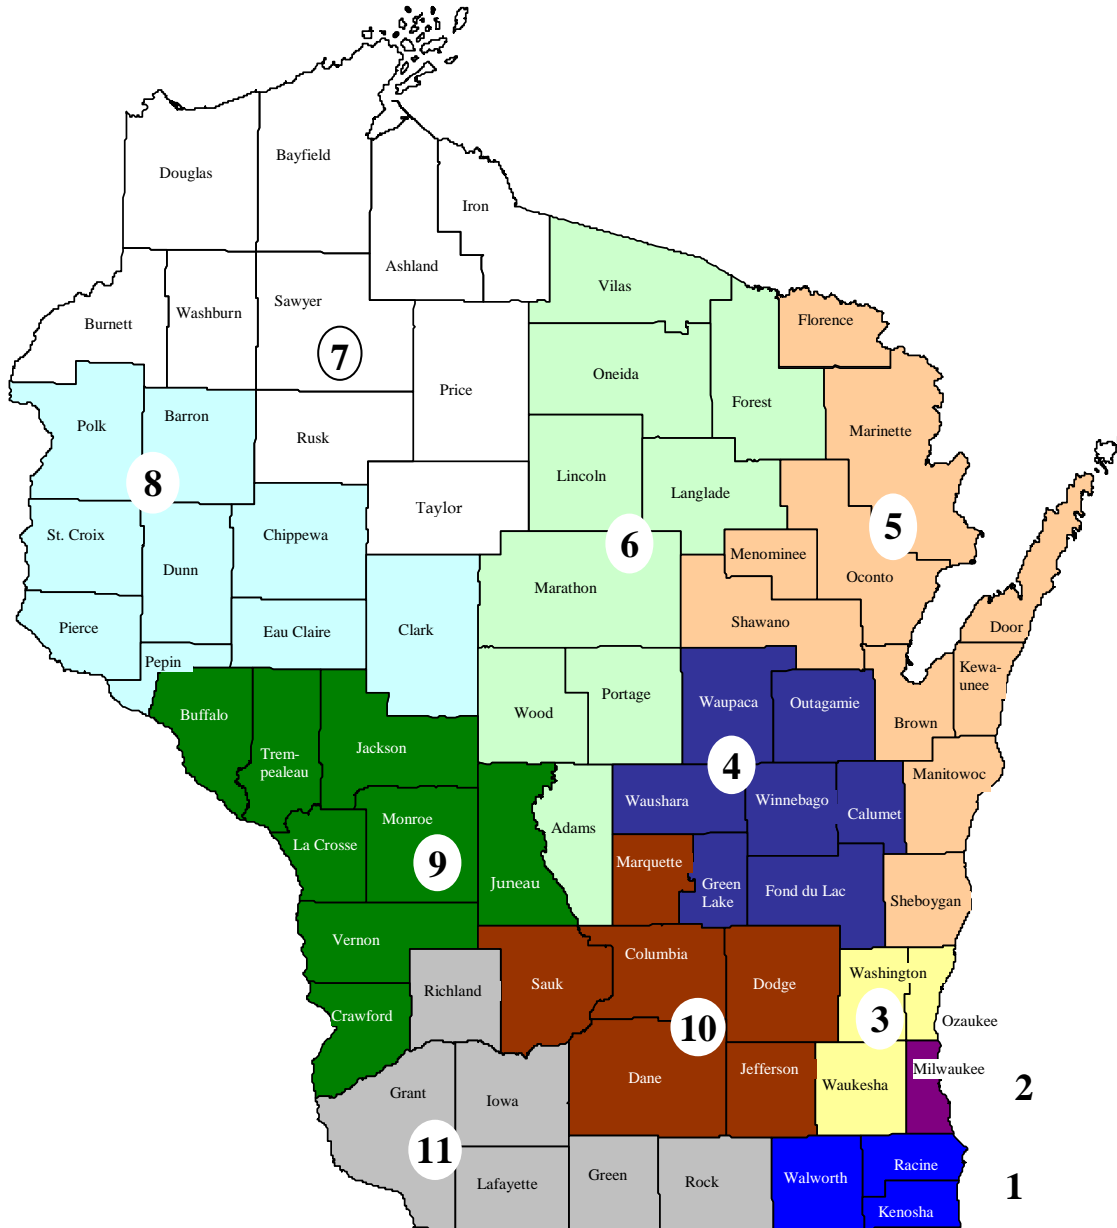 Bayfield
Douglas
Iron
Ashland
Vilas
Sawyer
Washburn
Burnett
Florence
7
Oneida
Price
Forest
Barron
Polk
Marinette
Rusk
Lincoln
8
Langlade
Taylor
5
St. Croix
Chippewa
6
Menominee
Dunn
Oconto
Marathon
Pierce
Eau Claire
Clark
Shawano
Door
Pepin
Kewa-
unee
Portage
Waupaca
Outagamie
Buffalo
Wood
Brown
Jackson
Trem-
pealeau
4
Manitowoc
Waushara
Winnebago
Calumet
Monroe
Adams
La Crosse
9
Marquette
Juneau
Green
Lake
Fond du Lac
Sheboygan
Vernon
Columbia
Washington
Richland
Sauk
Dodge
Crawford
10
3
Ozaukee
Milwaukee
Jefferson
Dane
Waukesha
2
Grant
Iowa
11
Racine
Green
Rock
Walworth
Lafayette
1
Kenosha